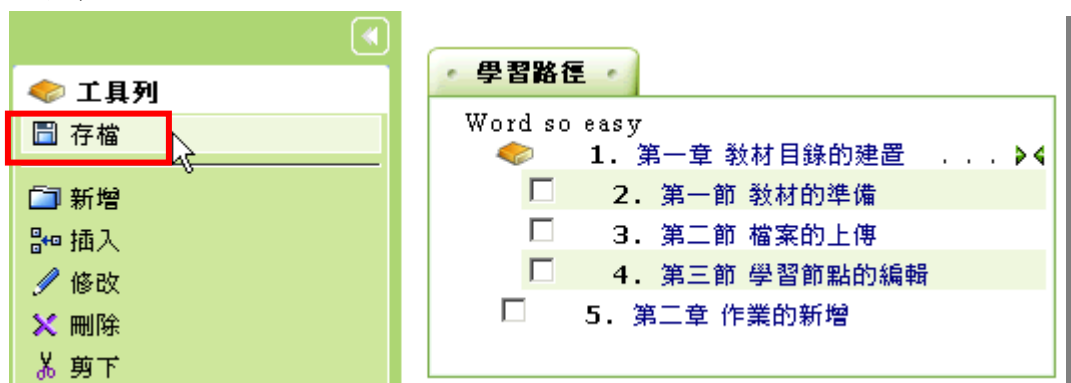 工具列
存檔
新增
插入
修改
刪除
剪下
學習路徑
Word so easy
1. 第一章 教材目錄的建置 . . .
2. 第一節 教材的準備
3. 第二節 檔案的上傳
4. 第三節 學習節點的編輯
5. 第二章 作業的新增